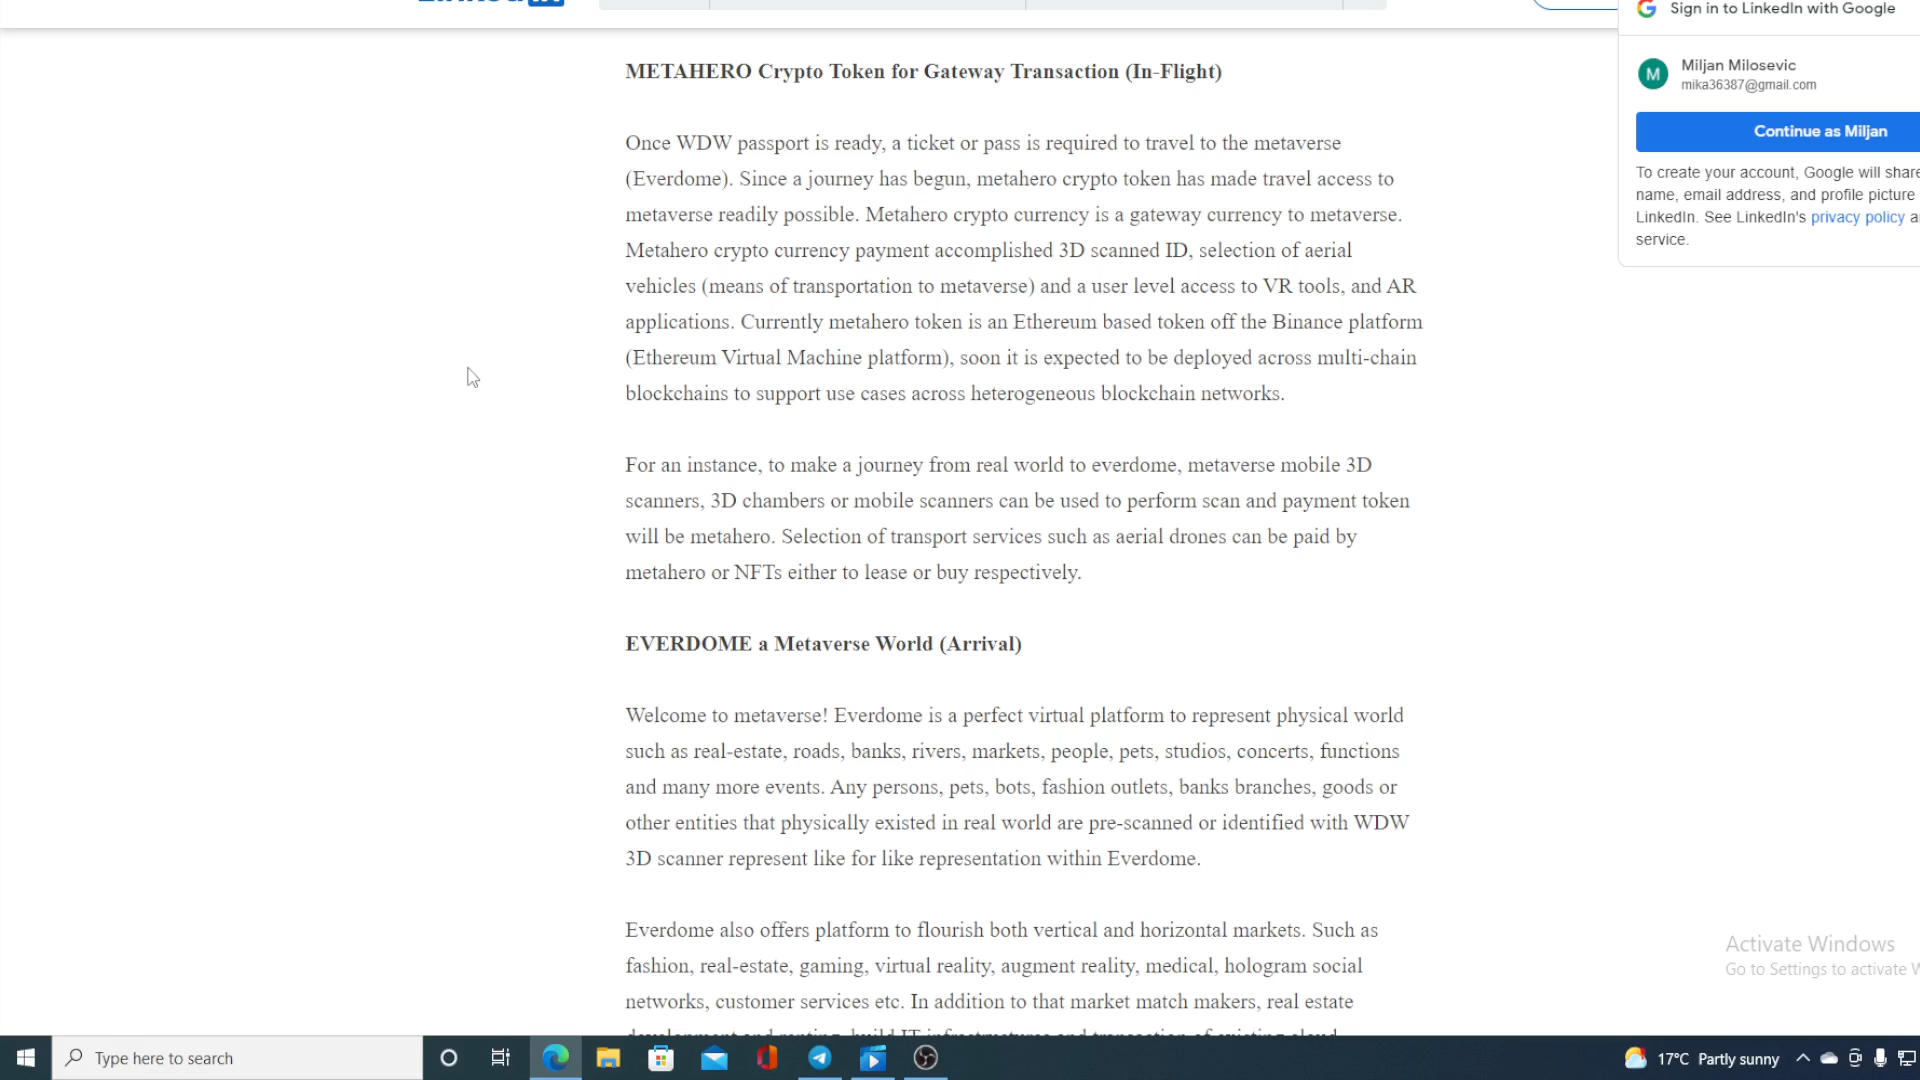 Sign in to LinkedIn with Google
METAHERO Crypto Token for Gateway Transaction (In-Flight)
M
Miljan Milosevic
mika36387@gmail.com
Continue as Miljan
To create your account, Google will share
name, email address, and profile picture
LinkedIn. See LinkedIn's privacy policy
service.
Once WDW passport is ready, a ticket or pass is required to travel to the metaverse
(Everdome). Since a journey has begun, metahero crypto token has made travel access to
metaverse readily possible. Metahero crypto currency is a gateway currency to metaverse.
Metahero crypto currency payment accomplished 3D scanned ID, selection of aerial
vehicles (means of transportation to metaverse) and a user level access to VR tools, and AR
applications. Currently metahero token is an Ethereum based token off the Binance platform
(Ethereum Virtual Machine platform), soon it is expected to be deployed across multi-chain
blockchains to support use cases across heterogeneous blockchain networks.
For an instance, to make a journey from real world to everdome, metaverse mobile 3D
scanners, 3D chambers or mobile scanners can be used to perform scan and payment token
will be metahero. Selection of transport services such as aerial drones can be paid by
metahero or NFTs either to lease or buy respectively.
EVERDOME a Metaverse World (Arrival)
Welcome to metaverse! Everdome is a perfect virtual platform to represent physical world
such as real-estate, roads, banks, rivers, markets, people, pets, studios, concerts, functions
and many more events. Any persons, pets, bots, fashion outlets, banks branches, goods or
other entities that physically existed in real world are pre-scanned or identified with WDW
3D scanner represent like for like representation within Everdome.
Everdome also offers platform to flourish both vertical and horizontal markets. Such as
fashion, real-estate, gaming, virtual reality, augment reality, medical, hologram social
networks, customer services etc. In addition to that market match makers, real estate
Activate Windows
Go to Settings to activate
Type here to search
17°C Partly sunny